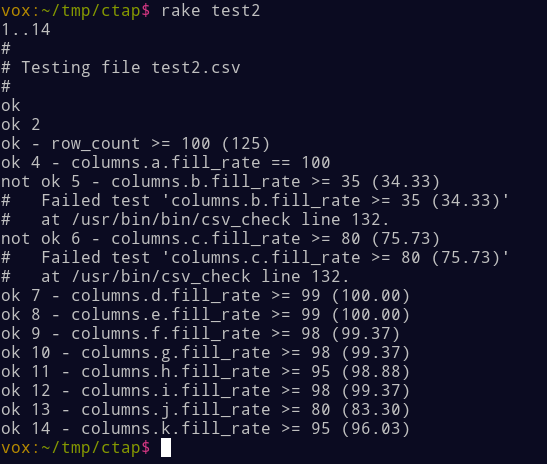 vox:~/tmp/ctap$ rake test2
1..14
#
# Testing file test2.csv
#
ok
ok 2
ok - row_count >= 100 (125)
ok 4 - columns.a.fill_rate == 100
not ok 5 - columns.b.fill_rate >= 35 (34.33)
#   Failed test 'columns.b.fill_rate >= 35 (34.33)'
#   at /usr/bin/bin/csv_check line 132.
not ok 6 - columns.c.fill_rate >= 80 (75.73)
#   Failed test 'columns.c.fill_rate >= 80 (75.73)'
#   at /usr/bin/csv_check line 132.
ok 7 - columns.d.fill_rate >= 99 (100.00)
ok 8 - columns.e.fill_rate >= 99 (100.00)
ok 9 - columns.f.fill_rate >= 98 (99.37)
ok 10 - columns.g.fill_rate >= 98 (99.37)
ok 11 - columns.h.fill_rate >= 95 (98.88)
ok 12 - columns.i.fill_rate >= 98 (99.37)
ok 13 - columns.j.fill_rate >= 80 (83.30)
ok 14 - columns.k.fill_rate >= 95 (96.03)
vox:~/tmp/ctap$